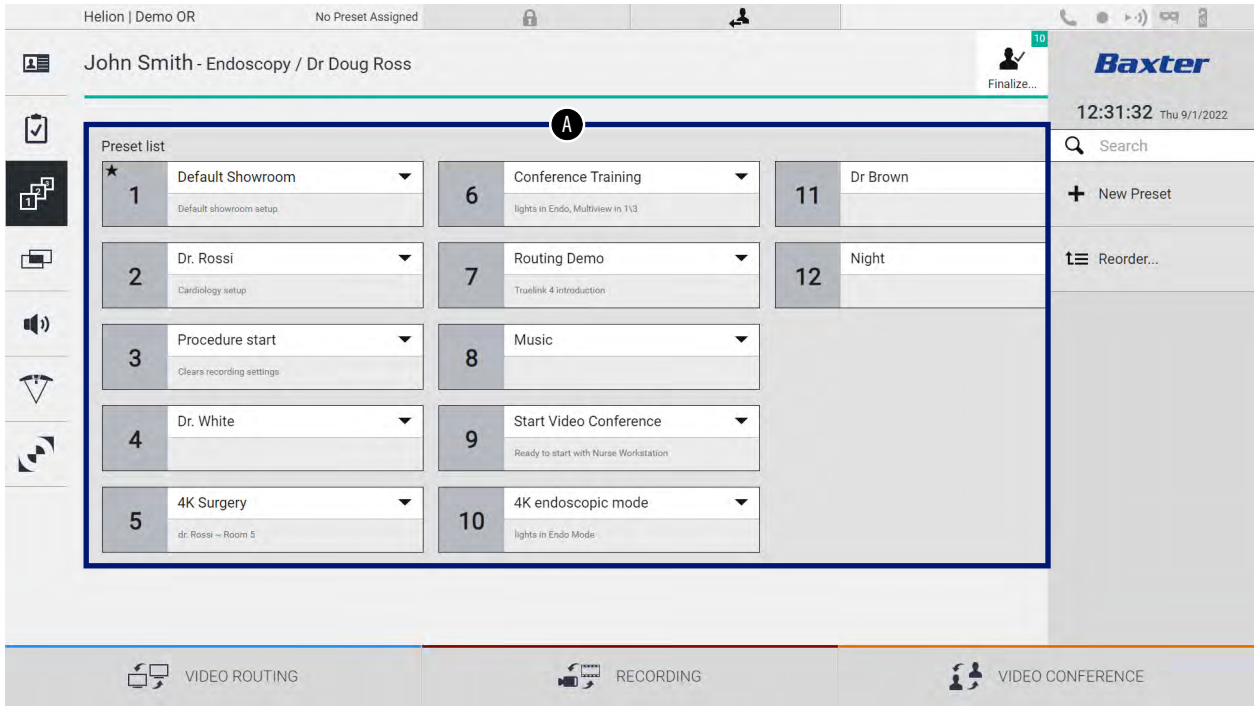 Helion | Demo OR
No Preset Assigned
John Smith - Endoscopy / Dr Doug Ross
10
Finalize...
Baxter
12:31:32 Thu 9/1/2022
Search
New Preset
Reorder...
A
Preset list
1
Default Showroom
Default showroom setup
2
Dr. Rossi
Cardiology setup
3
Procedure start
Clears recording settings
4
Dr. White
5
4K Surgery
dr. Rossi – Room 5
6
Conference Training
lights in Endo, Multiview in 1\3
7
Routing Demo
Truelink 4 introduction
8
Music
9
Start Video Conference
Ready to start with Nurse Workstation
10
4K endoscopic mode
lights in Endo Mode
11
Dr Brown
12
Night
VIDEO ROUTING
RECORDING
VIDEO CONFERENCE